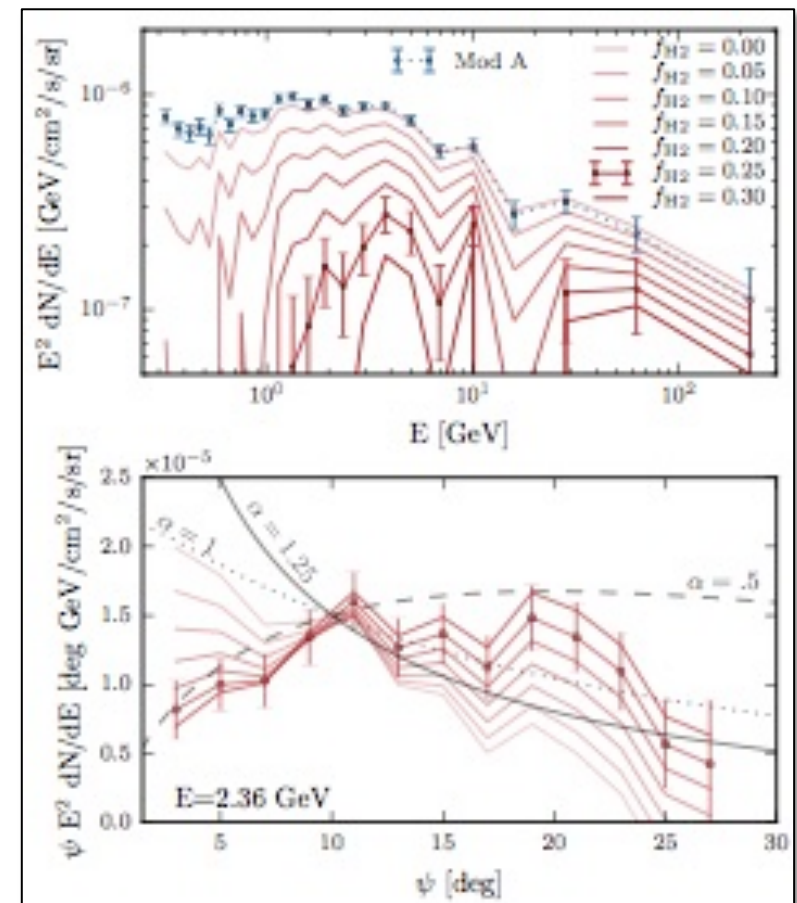 E² dN/dE [GeV/cm²/s/sr]
10⁻⁶
10⁻⁷
Mod A
f_H2 = 0.00
f_H2 = 0.05
f_H2 = 0.10
f_H2 = 0.15
f_H2 = 0.20
f_H2 = 0.25
f_H2 = 0.30
10⁰ 10¹ 10²
E [GeV]
ψ E² dN/dE [deg GeV/cm²/s/sr]
×10⁻⁵
2.5
2.0
1.5
1.0
0.5
0.0
α = 1
α = 1.25
α = .5
E=2.36 GeV
5 10 15 20 25 30
ψ [deg]